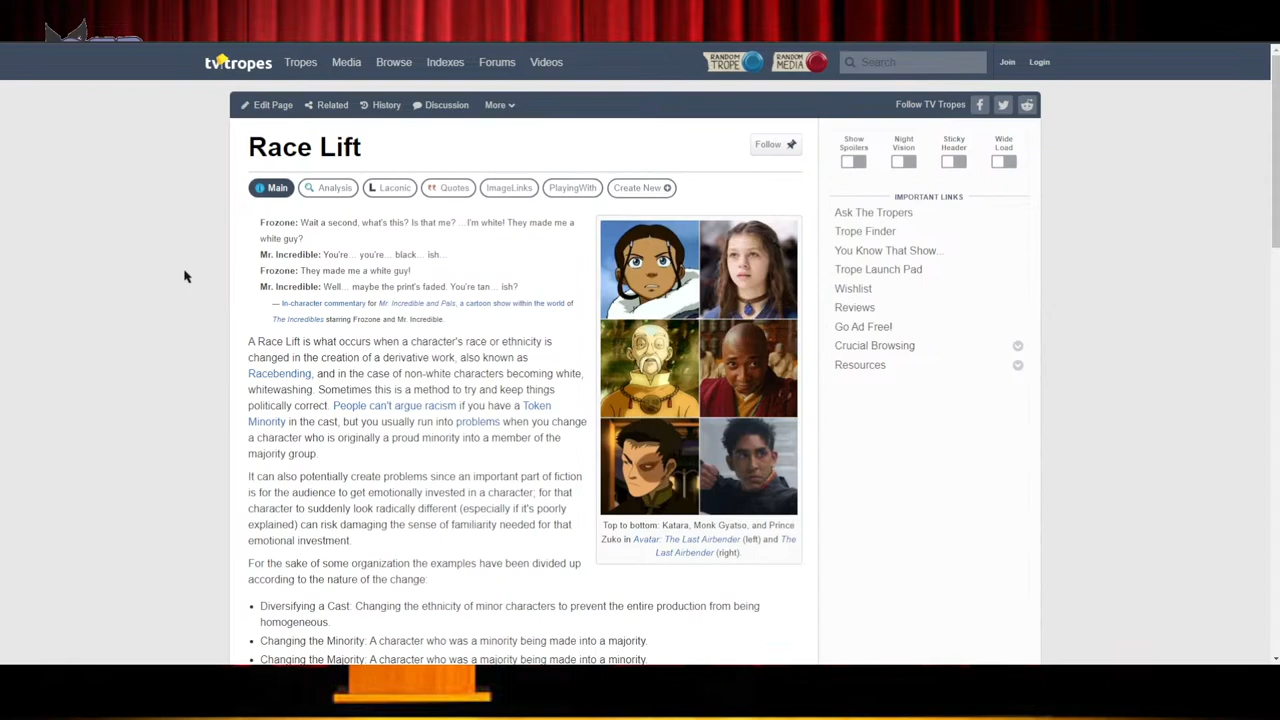 tvtropes Tropes Media Browse Indexes Forums Videos RANDOM TROPE RANDOM MEDIA Search Join Login
Edit Page Related History Discussion More Follow TV Tropes
Race Lift
Follow
Main Analysis Laconic Quotes ImageLinks PlayingWith Create New
Frozone: Wait a second, what's this? Is that me? …I'm white! They made me a
white guy?
Mr. Incredible: You're… you're… black… ish…
Frozone: They made me a white guy!
Mr. Incredible: Well… maybe the print's faded. You're tan… ish?
— In-character commentary for Mr. Incredible and Pals, a cartoon show within the world of
The Incredibles starring Frozone and Mr. Incredible.
A Race Lift is what occurs when a character's race or ethnicity is
changed in the creation of a derivative work, also known as
Racebending, and in the case of non-white characters becoming white,
whitewashing. Sometimes this is a method to try and keep things
politically correct. People can't argue racism if you have a Token
Minority in the cast, but you usually run into problems when you change
a character who is originally a proud minority into a member of the
majority group.
It can also potentially create problems since an important part of fiction
is for the audience to get emotionally invested in a character; for that
character to suddenly look radically different (especially if it's poorly
explained) can risk damaging the sense of familiarity needed for that
emotional investment.
For the sake of some organization the examples have been divided up
according to the nature of the change:
Top to bottom: Katara, Monk Gyatso, and Prince
Zuko in Avatar: The Last Airbender (left) and The
Last Airbender (right).
• Diversifying a Cast: Changing the ethnicity of minor characters to prevent the entire production from being
homogeneous.
• Changing the Minority: A character who was a minority being made into a majority.
• Changing the Majority: A character who was a majority being made into a minority.
Show Spoilers
Night Vision
Sticky Header
Wide Load
IMPORTANT LINKS
Ask The Tropers
Trope Finder
You Know That Show...
Trope Launch Pad
Wishlist
Reviews
Go Ad Free!
Crucial Browsing
Resources